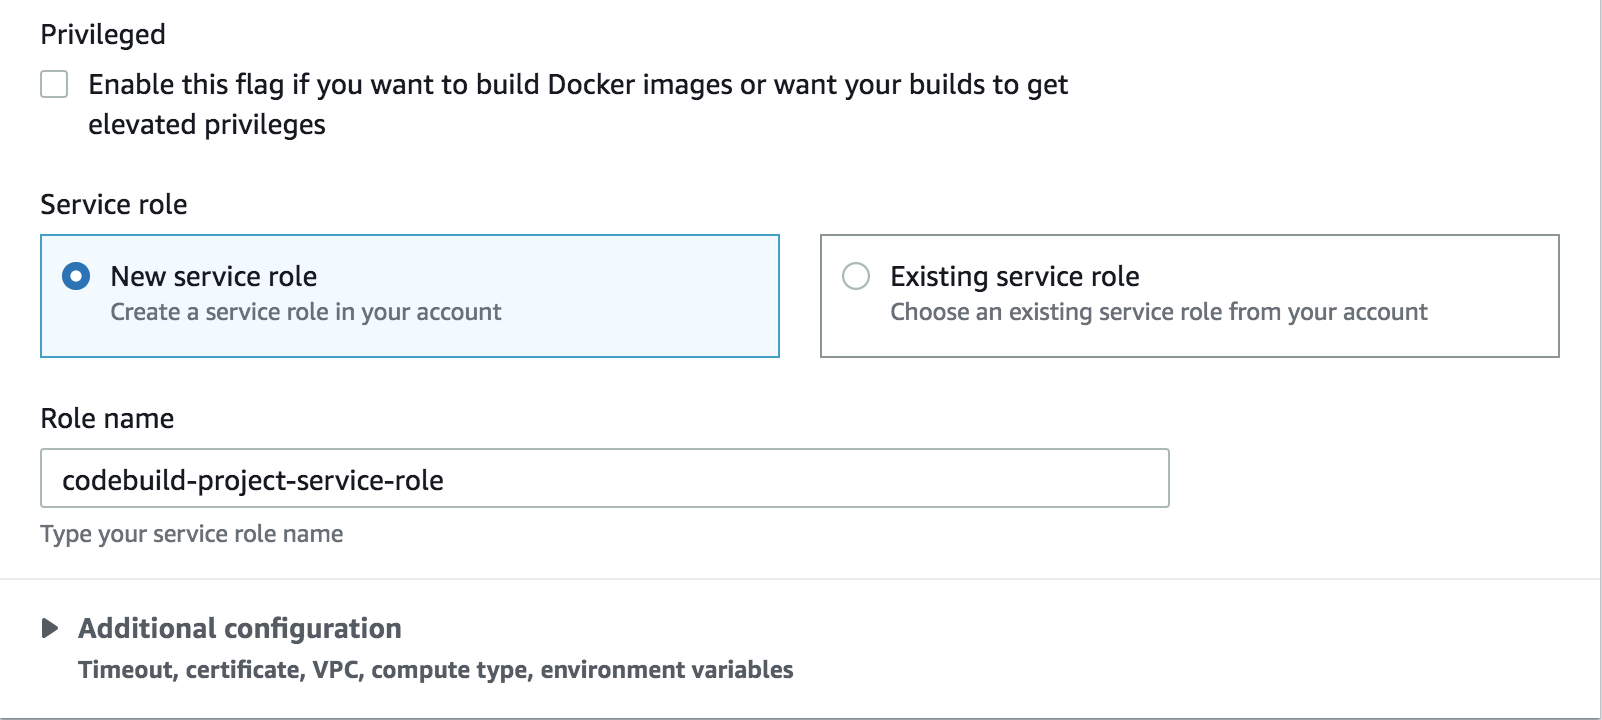 Privileged
Enable this flag if you want to build Docker images or want your builds to get
elevated privileges
Service role
New service role
Create a service role in your account
Existing service role
Choose an existing service role from your account
Role name
codebuild-project-service-role
Type your service role name
Additional configuration
Timeout, certificate, VPC, compute type, environment variables